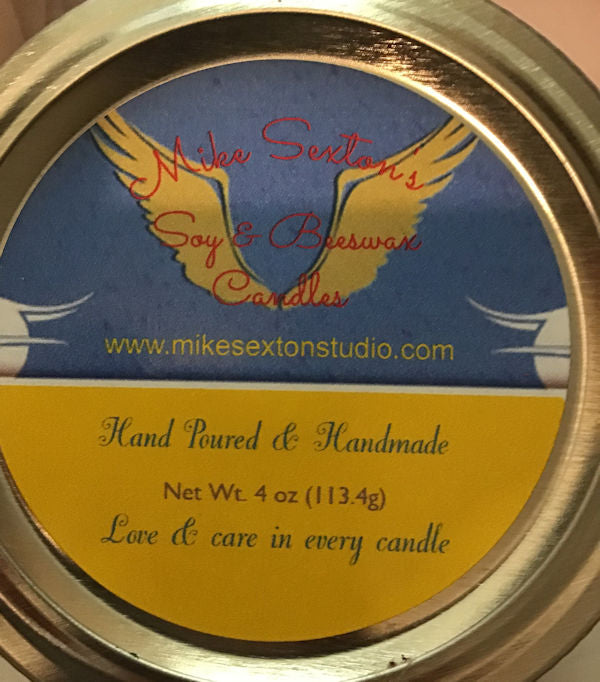 Mike Sexton's
Soy & Beeswax
Candles
www.mikesextonstudio.com
Hand Poured & Handmade
Net Wt. 4 oz (113.4g)
Love & care in every candle